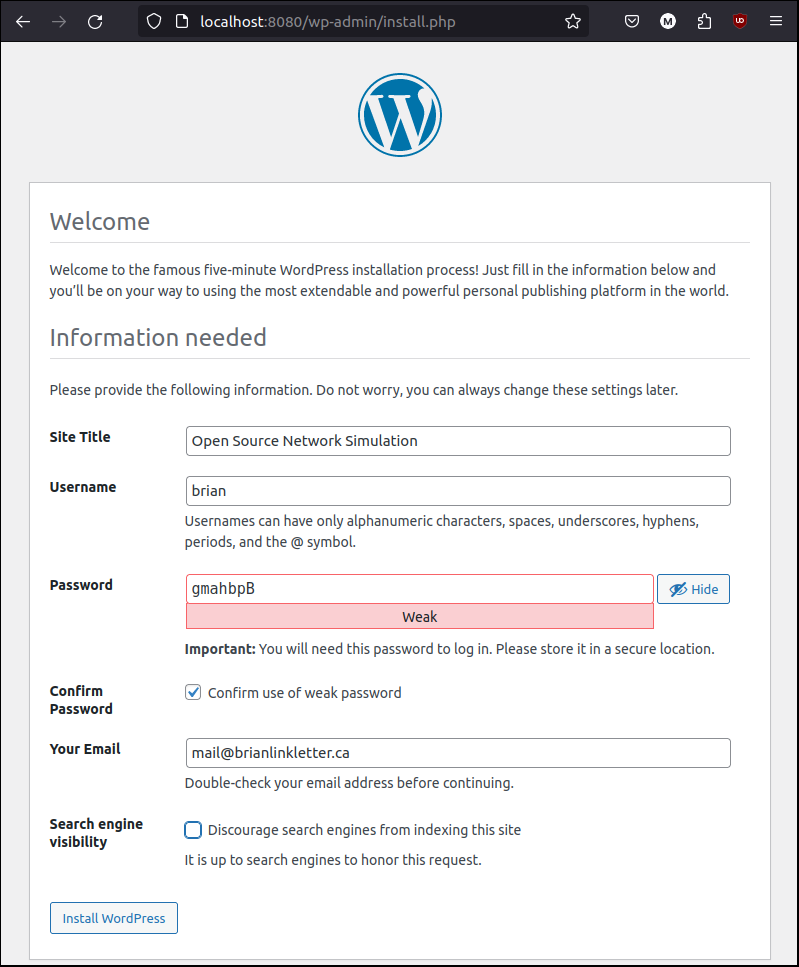 localhost:8080/wp-admin/install.php
M
UD
W
Welcome
Welcome to the famous five-minute WordPress installation process! Just fill in the information below and
you’ll be on your way to using the most extendable and powerful personal publishing platform in the world.
Information needed
Please provide the following information. Do not worry, you can always change these settings later.
Site Title
Open Source Network Simulation
Username
brian
Usernames can have only alphanumeric characters, spaces, underscores, hyphens,
periods, and the @ symbol.
Password
gmahbpB
Hide
Weak
Important: You will need this password to log in. Please store it in a secure location.
Confirm
Password
Confirm use of weak password
Your Email
mail@brianlinkletter.ca
Double-check your email address before continuing.
Search engine
visibility
Discourage search engines from indexing this site
It is up to search engines to honor this request.
Install WordPress